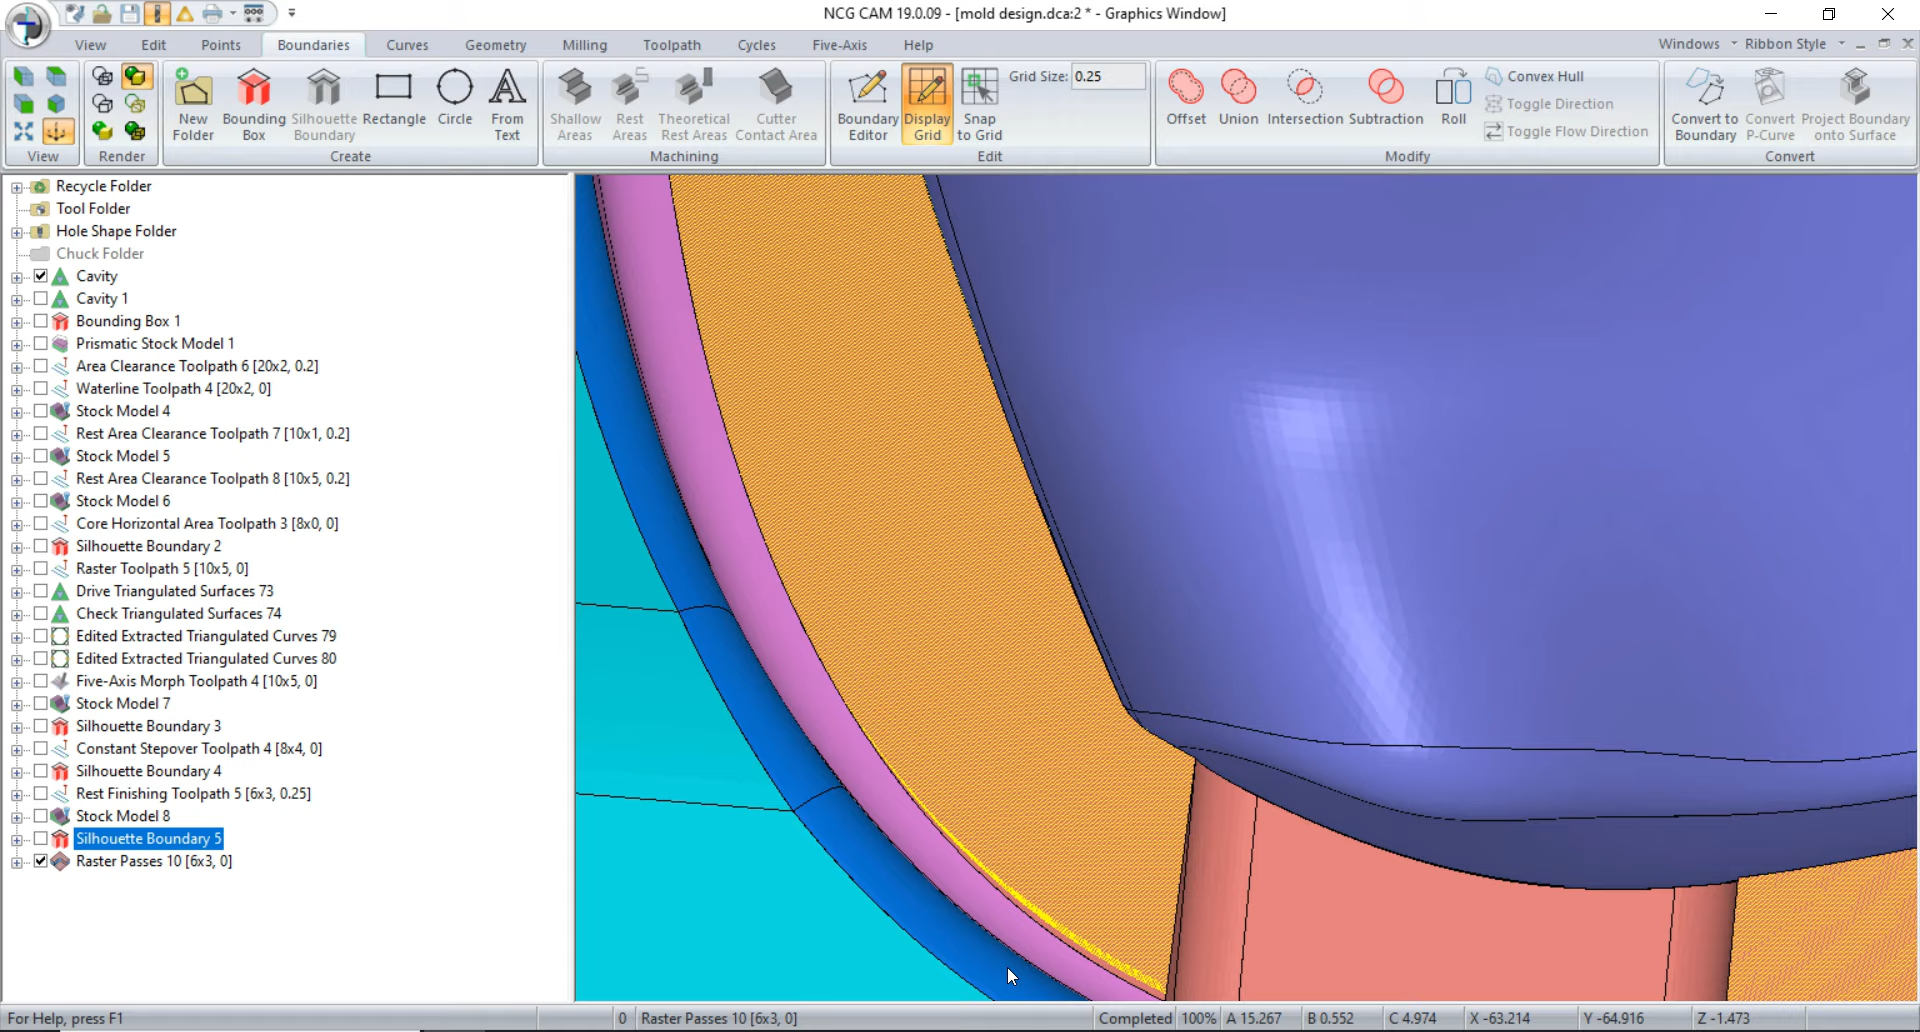 NCG CAM 19.0.09 - [mold design.dca:2 * - Graphics Window]
View Edit Points Boundaries Curves Geometry Milling Toolpath Cycles Five-Axis Help Windows Ribbon Style
New Folder
Bounding Box
Silhouette Boundary
Rectangle
Circle
From Text
Shallow Areas
Rest Areas
Theoretical Rest Areas
Cutter Contact Area
Boundary Editor
Display Grid
Snap to Grid
Grid Size: 0.25
Offset
Union
Intersection
Subtraction
Roll
Convex Hull
Toggle Direction
Toggle Flow Direction
Convert to Boundary
Convert P-Curve
Project Boundary onto Surface
View Render Create Machining Edit Modify Convert
Recycle Folder
Tool Folder
Hole Shape Folder
Chuck Folder
Cavity
Cavity 1
Bounding Box 1
Prismatic Stock Model 1
Area Clearance Toolpath 6 [20x2, 0.2]
Waterline Toolpath 4 [20x2, 0]
Stock Model 4
Rest Area Clearance Toolpath 7 [10x1, 0.2]
Stock Model 5
Rest Area Clearance Toolpath 8 [10x5, 0.2]
Stock Model 6
Core Horizontal Area Toolpath 3 [8x0, 0]
Silhouette Boundary 2
Raster Toolpath 5 [10x5, 0]
Drive Triangulated Surfaces 73
Check Triangulated Surfaces 74
Edited Extracted Triangulated Curves 79
Edited Extracted Triangulated Curves 80
Five-Axis Morph Toolpath 4 [10x5, 0]
Stock Model 7
Silhouette Boundary 3
Constant Stepover Toolpath 4 [8x4, 0]
Silhouette Boundary 4
Rest Finishing Toolpath 5 [6x3, 0.25]
Stock Model 8
Silhouette Boundary 5
Raster Passes 10 [6x3, 0]
For Help, press F1 0 Raster Passes 10 [6x3, 0] Completed 100% A 15.267 B 0.552 C 4.974 X -63.214 Y -64.916 Z -1.473